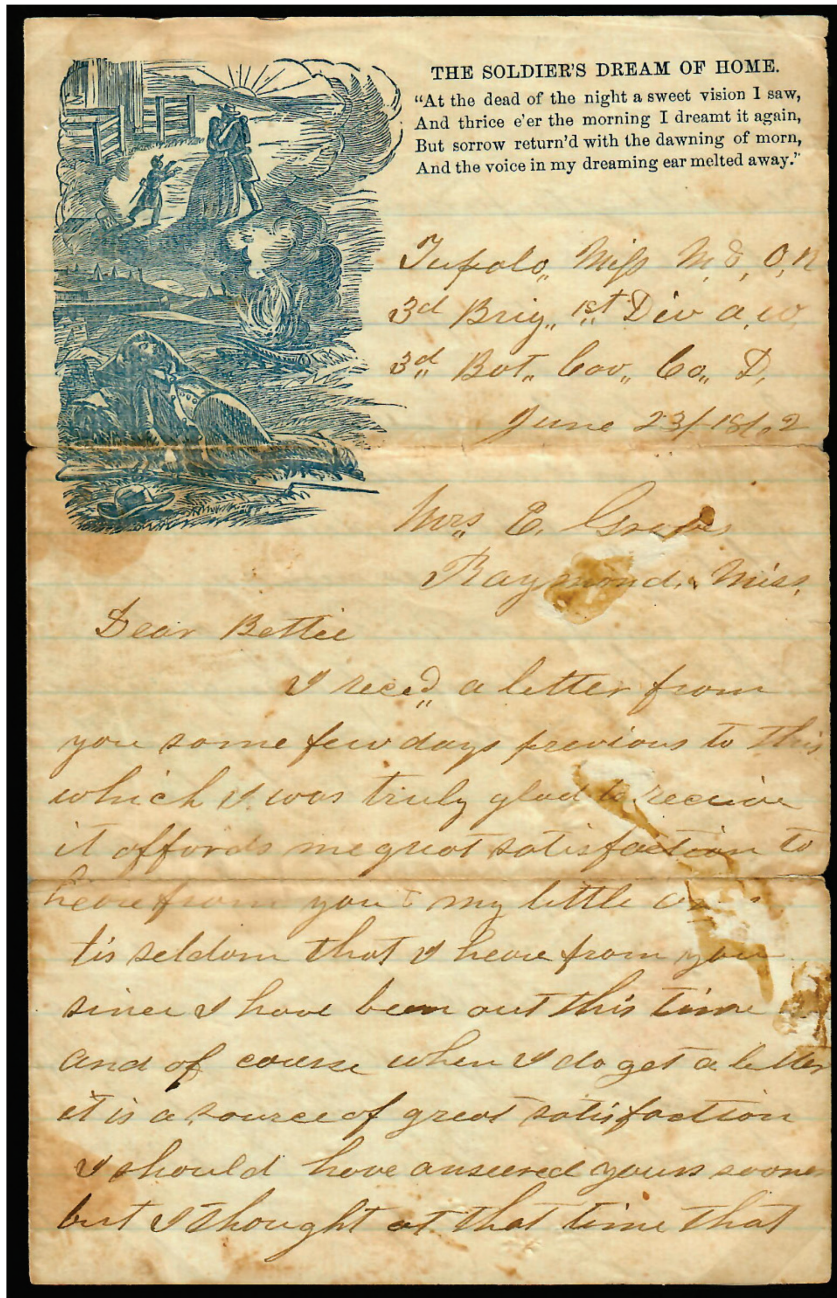 THE SOLDIER'S DREAM OF HOME.
"At the dead of the night a sweet vision I saw,
And thrice e'er the morning I dreamt it again,
But sorrow return'd with the dawning of morn,
And the voice in my dreaming ear melted away."
Tupalo, Miss M, & O, R
3d Brig, 1st Div a, w,
3d Bat, Cav, Co, D,
June 23/1862
Mrs E.
Raymond, Miss,
Dear Bettie
I reced a letter from
you some few days previous to this
which I was truly glad to receive
it affords me great satisfaction to
heare from you & my little
tis seldom that I heare from you
since I have been out this time
and of course when I do get a letter
it is a source of great satisfaction
I should have ansered yours sooner
but I thought at that time that